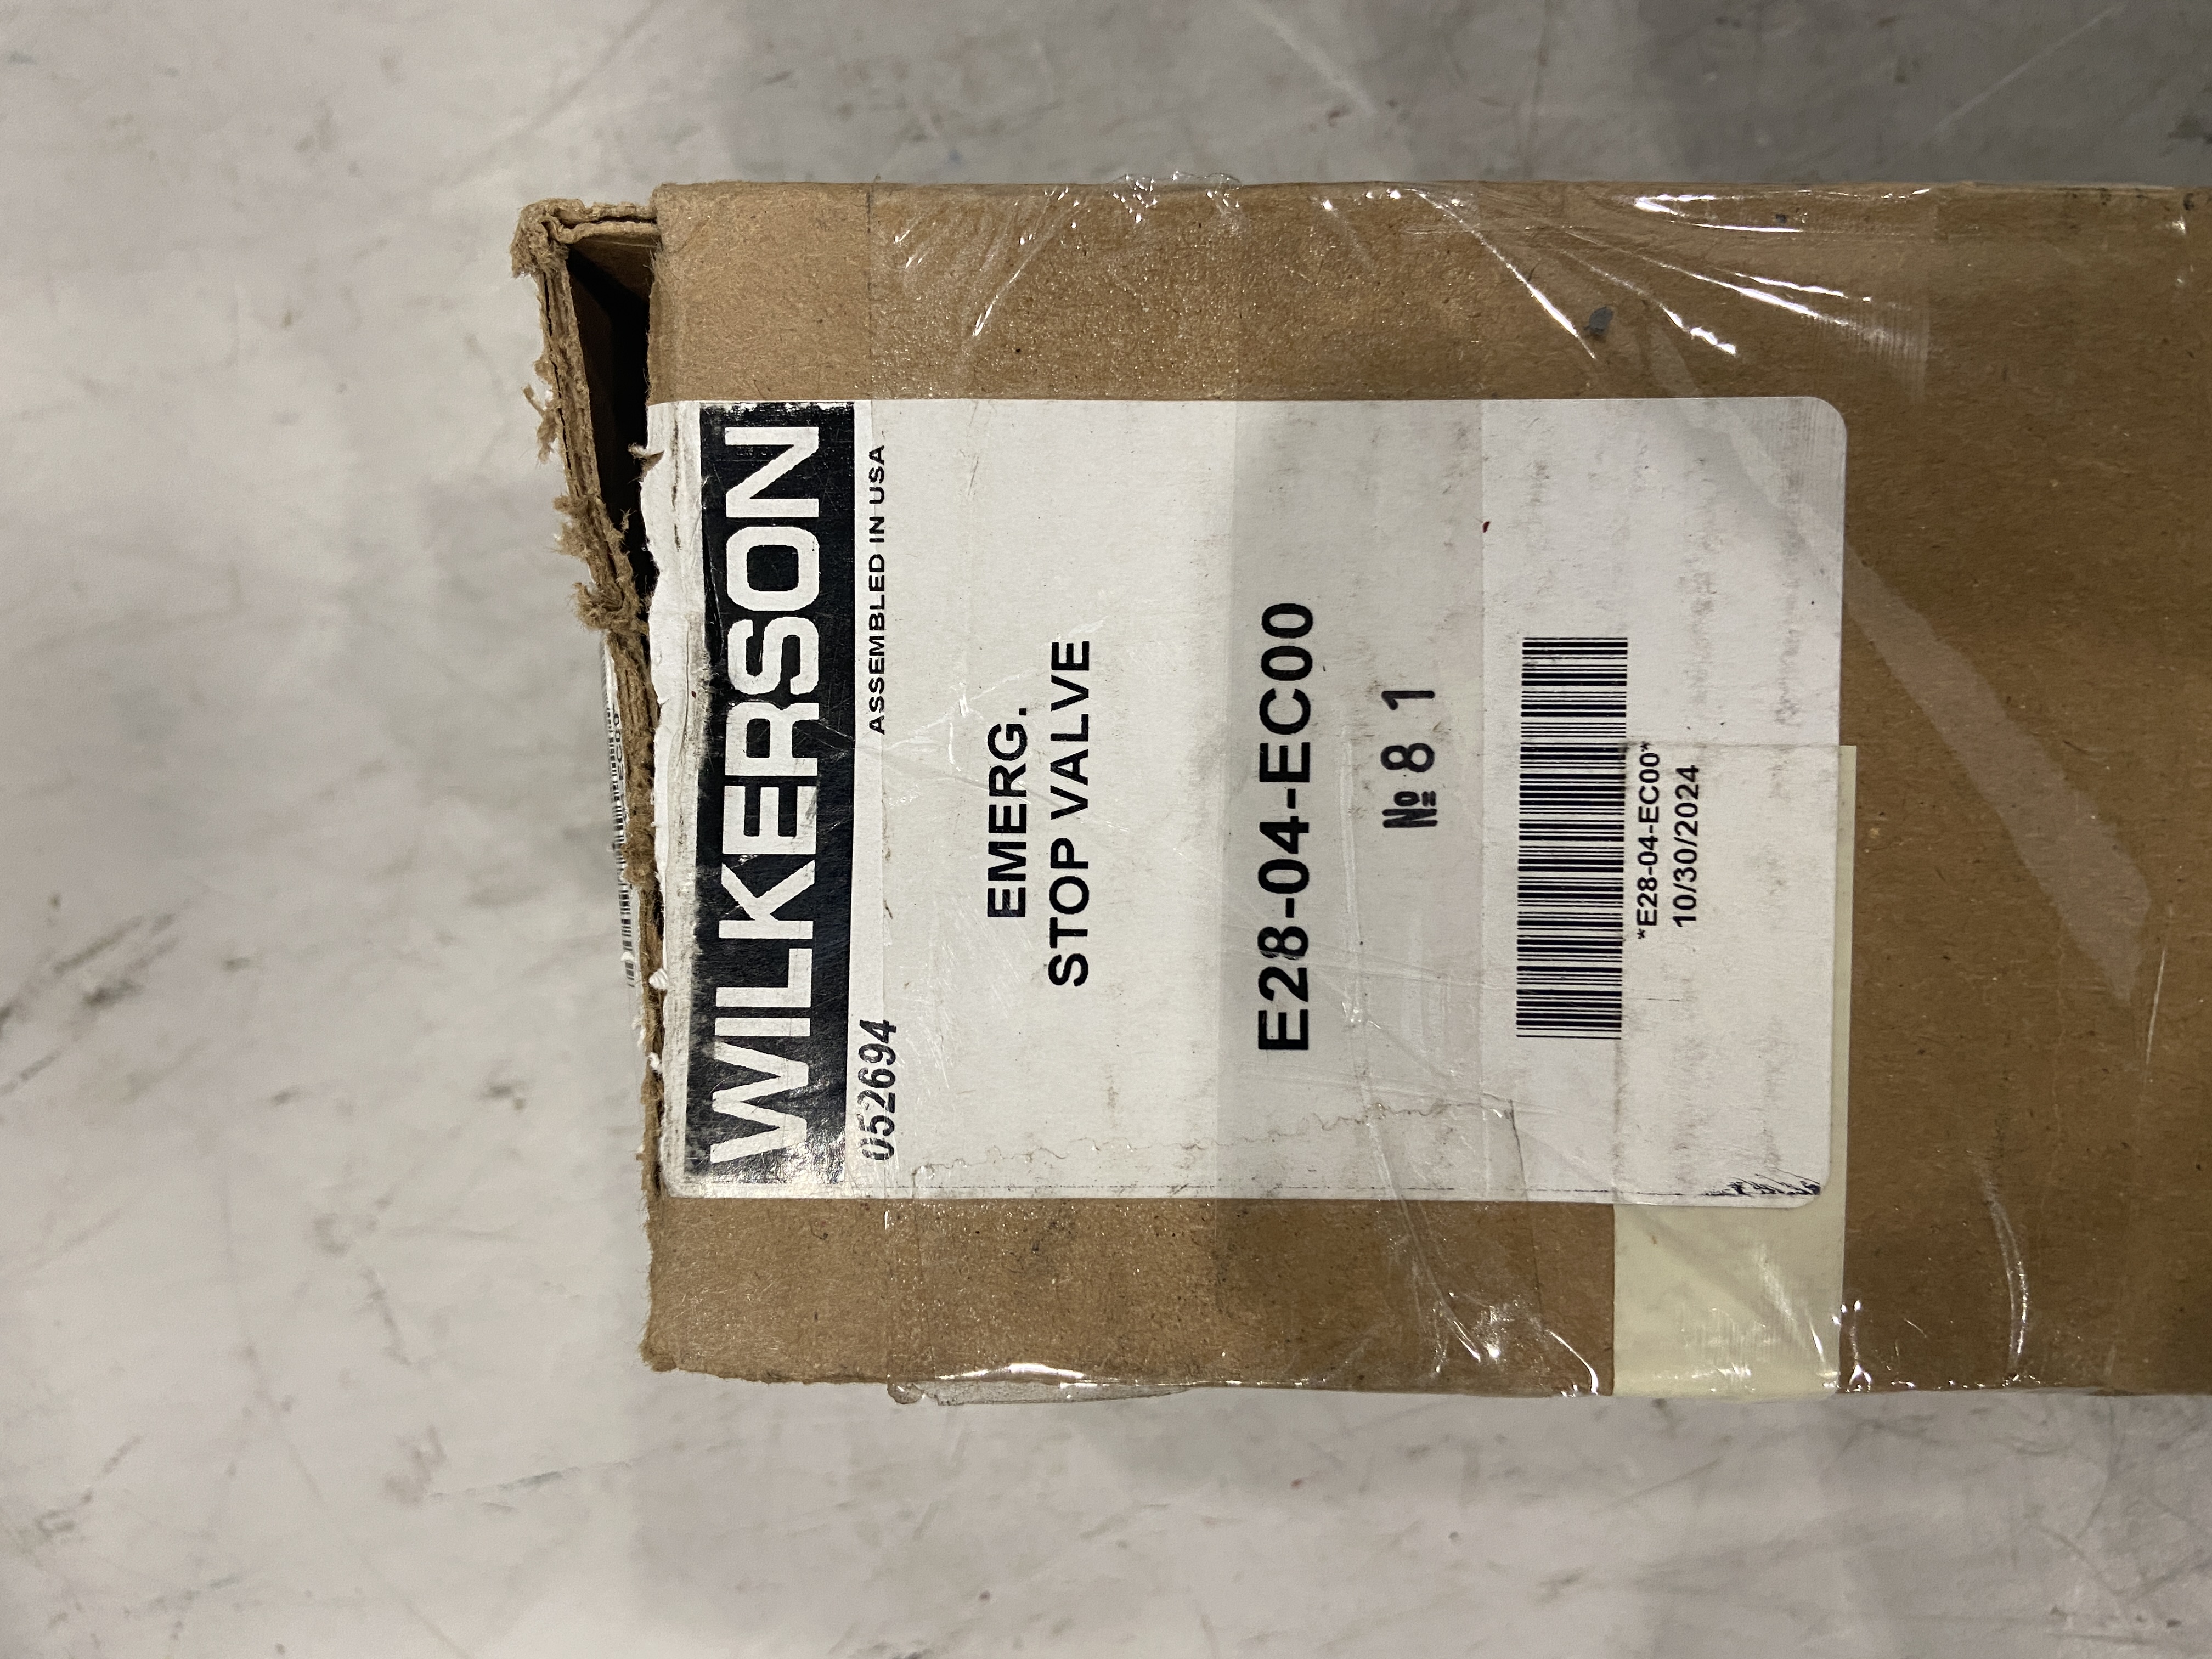 WILKERSON
052694
ASSEMBLED IN USA
EMERG.
STOP VALVE
E28-04-EC00
№ 8 1
*E28-04-EC00*
10/30/2024